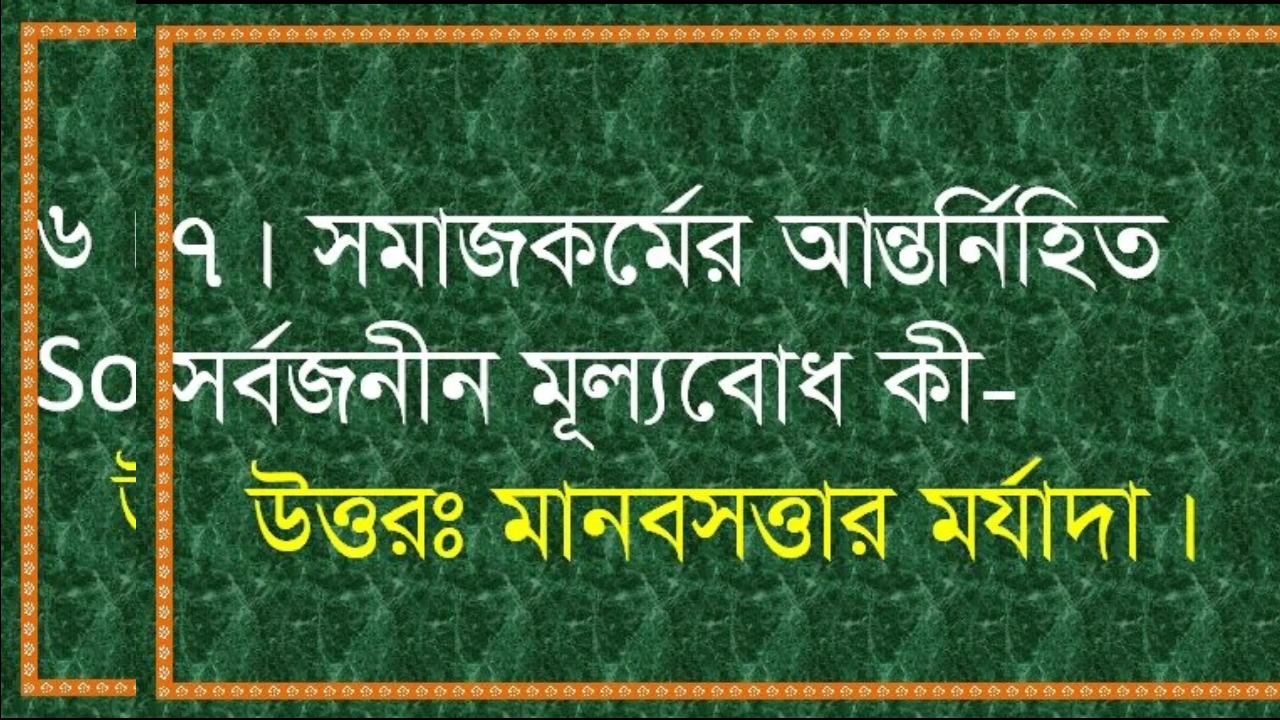 ৬
৭ । সমাজকর্মের আন্তর্নিহিত
So
সর্বজনীন মূল্যবোধ কী-
উত্তরঃ মানবসত্তার মর্যাদা ।